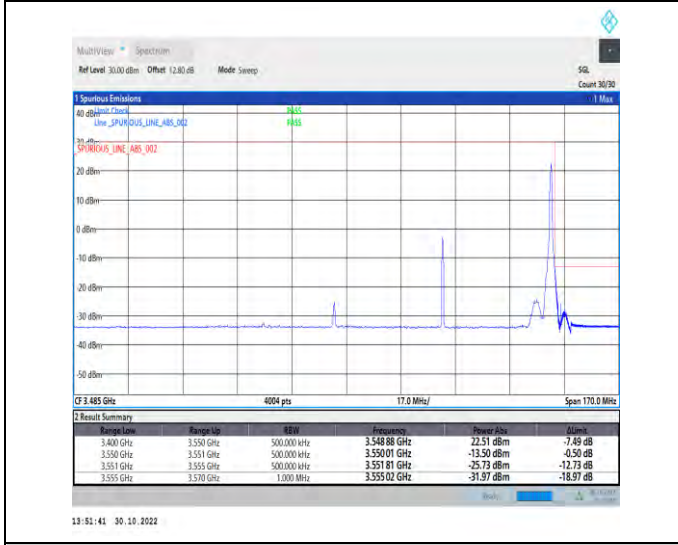 MultiView Spectrum
Ref Level 30.00 dBm Offset 12.80 dB Mode Sweep SGL
Count 30/30
1 Spurious Emissions 1 Max
40 dBm Limit Check PASS
Line _SPURIOUS_LINE_ABS_002 PASS
30 dBm
_SPURIOUS_LINE_ABS_002
20 dBm
10 dBm
0 dBm
-10 dBm
-20 dBm
-30 dBm
-40 dBm
-50 dBm
CF 3.485 GHz 4004 pts 17.0 MHz/ Span 170.0 MHz
2 Result Summary
Range Low Range Up RBW Frequency Power Abs ΔLimit
3.400 GHz 3.550 GHz 500.000 kHz 3.548 88 GHz 22.51 dBm -7.49 dB
3.550 GHz 3.551 GHz 500.000 kHz 3.550 01 GHz -13.50 dBm -0.50 dB
3.551 GHz 3.555 GHz 500.000 kHz 3.551 81 GHz -25.73 dBm -12.73 dB
3.555 GHz 3.570 GHz 1.000 MHz 3.555 02 GHz -31.97 dBm -18.97 dB
13:51:41 30.10.2022